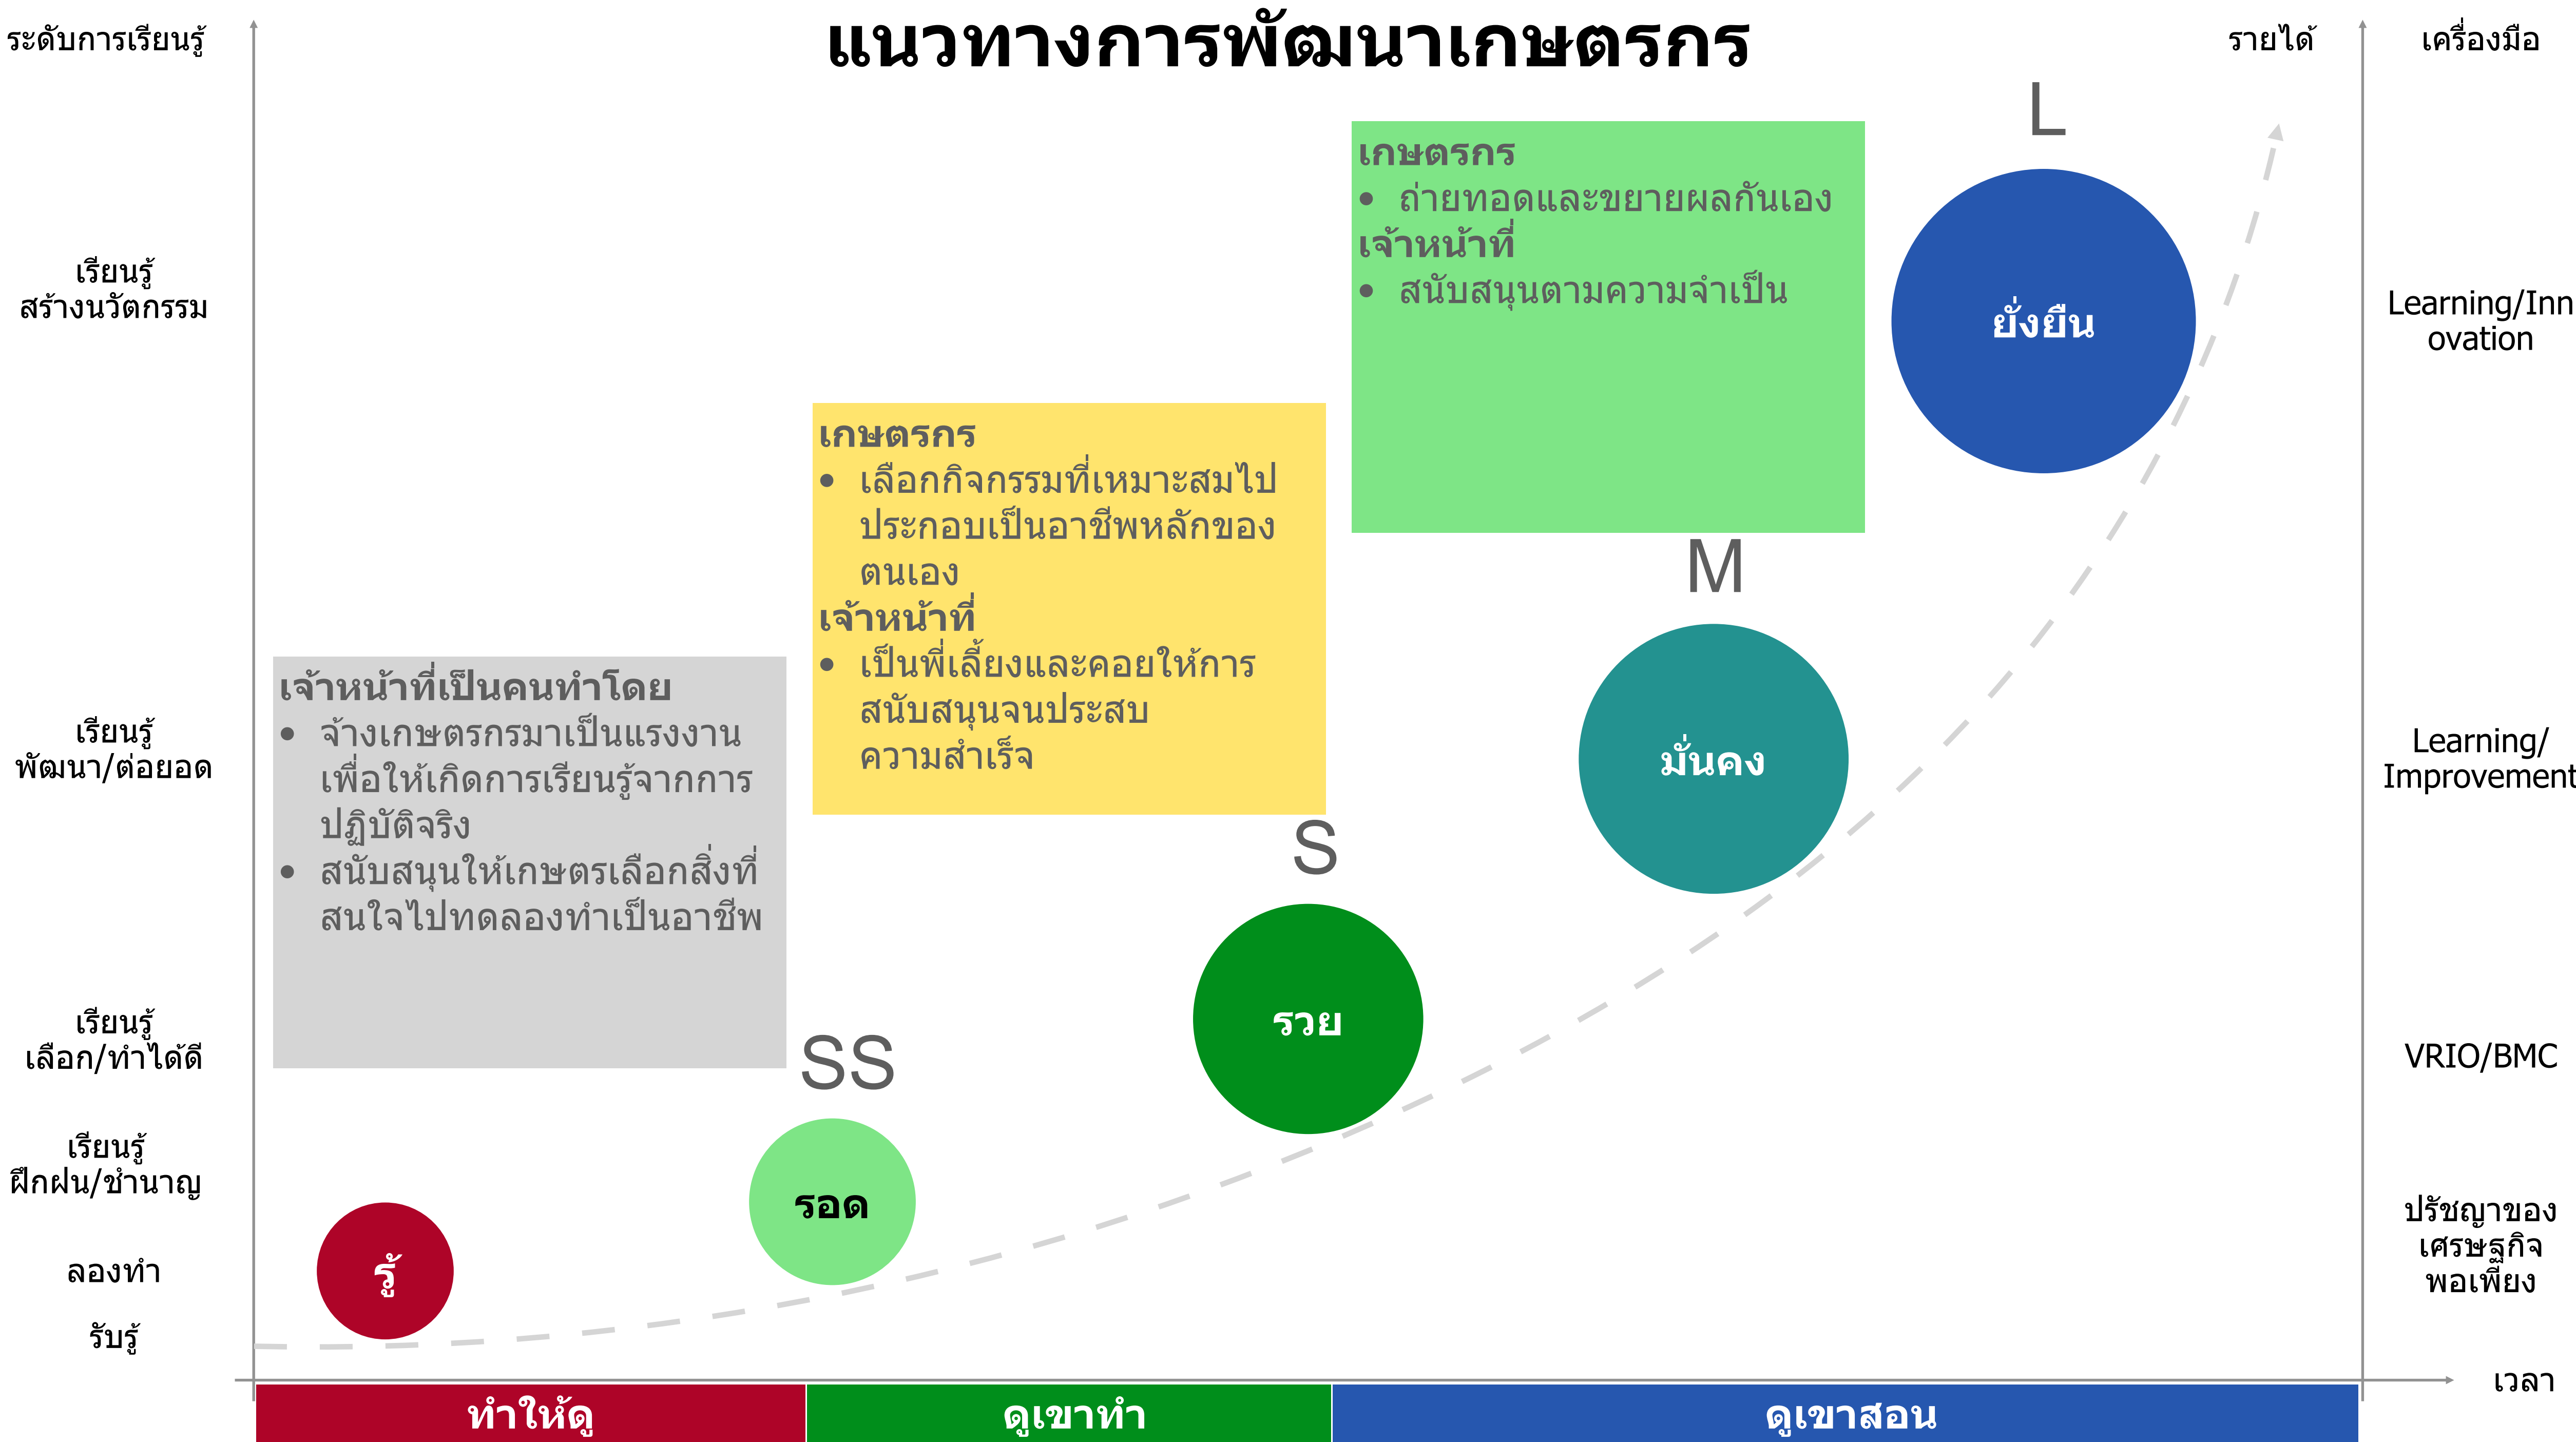 แนวทางการพัฒนาเกษตรกร
ระดับการเรียนรู้
รายได้
เครื่องมือ
L
เกษตรกร
• ถ่ายทอดและขยายผลกันเอง
เจ้าหน้าที่
• สนับสนุนตามความจำเป็น
เรียนรู้
สร้างนวัตกรรม
ยั่งยืน
Learning/Inn
ovation
เกษตรกร
• เลือกกิจกรรมที่เหมาะสมไป
ประกอบเป็นอาชีพหลักของ
ตนเอง
เจ้าหน้าที่
• เป็นพี่เลี้ยงและคอยให้การ
สนับสนุนจนประสบ
ความสำเร็จ
M
เจ้าหน้าที่เป็นคนทำโดย
• จ้างเกษตรกรมาเป็นแรงงาน
เพื่อให้เกิดการเรียนรู้จากการ
ปฏิบัติจริง
• สนับสนุนให้เกษตรเลือกสิ่งที่
สนใจไปทดลองทำเป็นอาชีพ
เรียนรู้
พัฒนา/ต่อยอด
มั่นคง
Learning/
Improvement
S
เรียนรู้
เลือก/ทำได้ดี
รวย
VRIO/BMC
SS
เรียนรู้
ฝึกฝน/ชำนาญ
รอด
ปรัชญาของ
เศรษฐกิจ
พอเพียง
ลองทำ
รู้
รับรู้
เวลา
ทำให้ดู
ดูเขาทำ
ดูเขาสอน